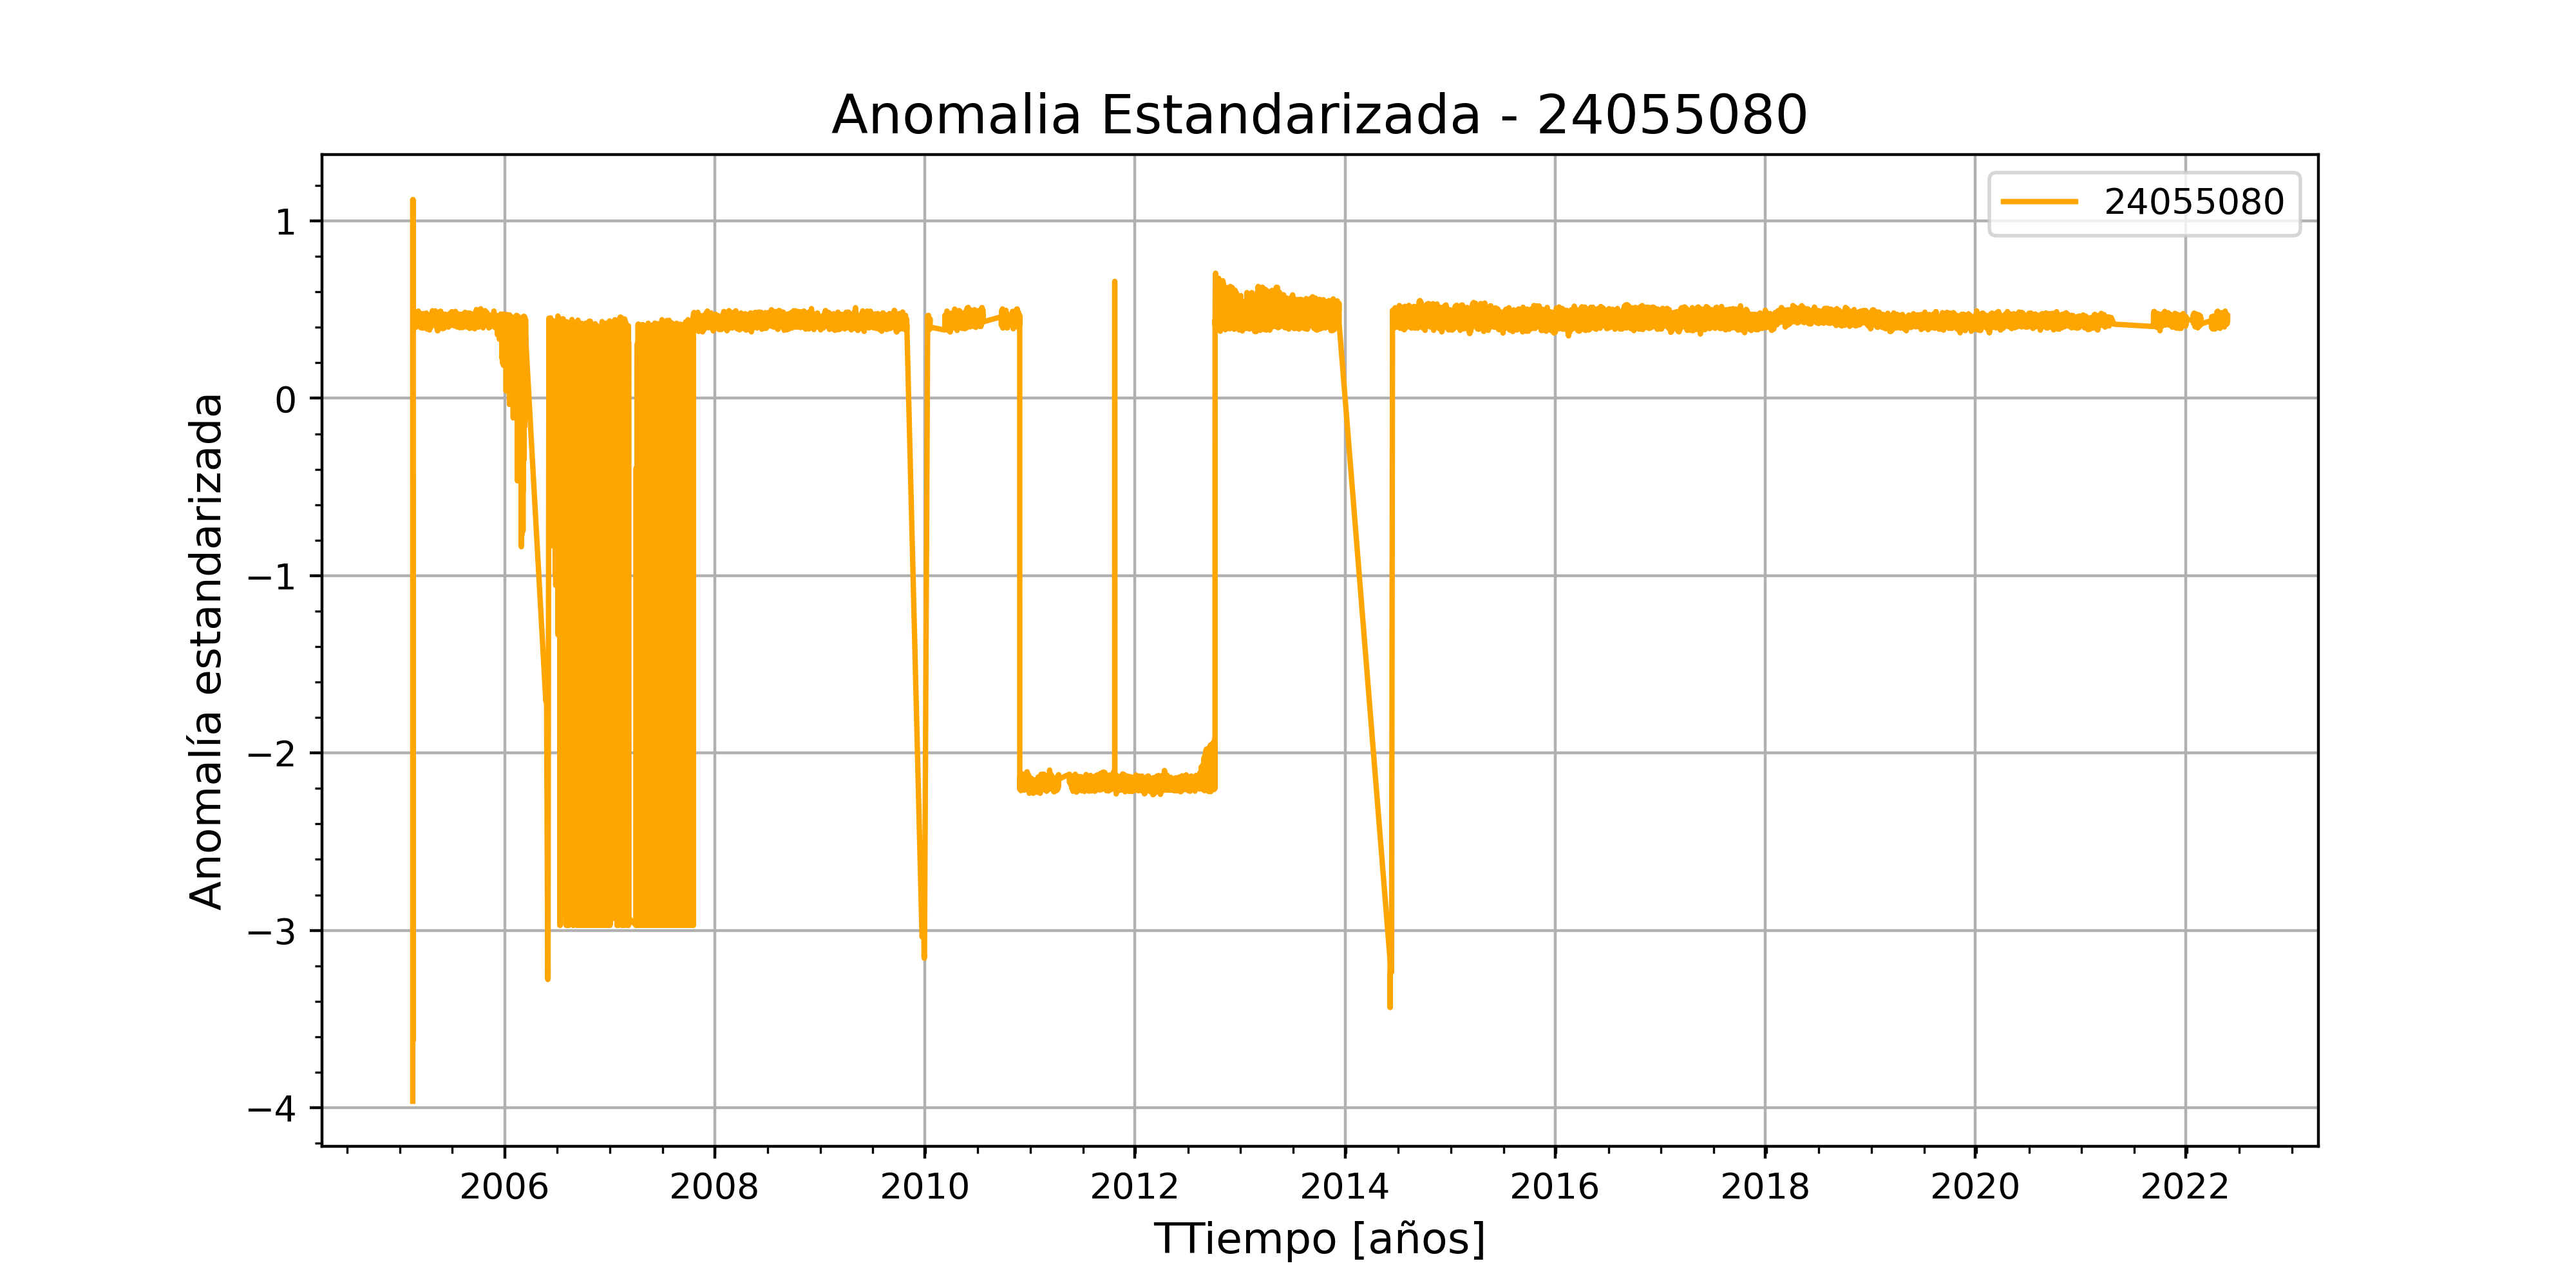 Anomalia Estandarizada - 24055080
24055080
Anomalía estandarizada
1
0
−1
−2
−3
−4
2006 2008 2010 2012 2014 2016 2018 2020 2022
TTiempo [años]